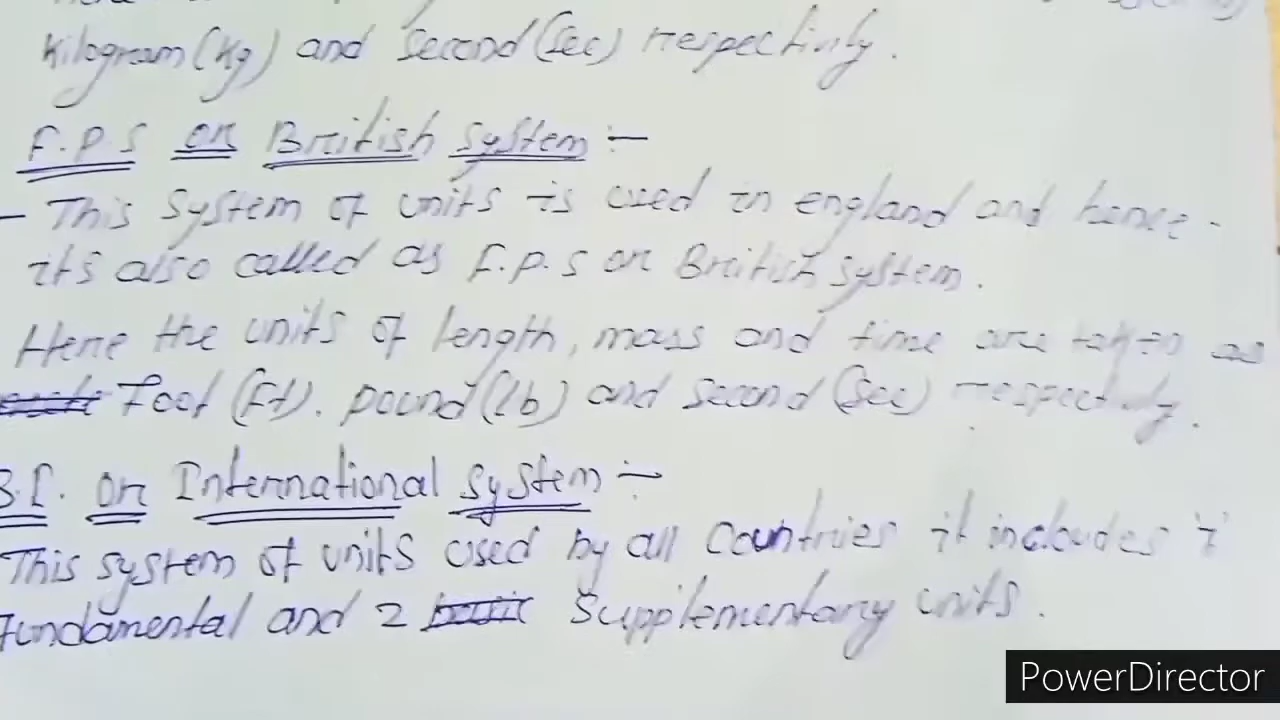 Kilogram(Kg) and Second(Sec) respectivily.
F.P.S or British System :-
- This System of units is used in england and hence -
its also called as F.P.S or British System.
Here the units of length, mass and time are taken as
Foot (Ft). Pound(lb) and Second (Sec) respectivly.
S.I. or International System :-
This System of units used by all Countries it includes 7
Fundamental and 2 Supplementary units.
PowerDirector